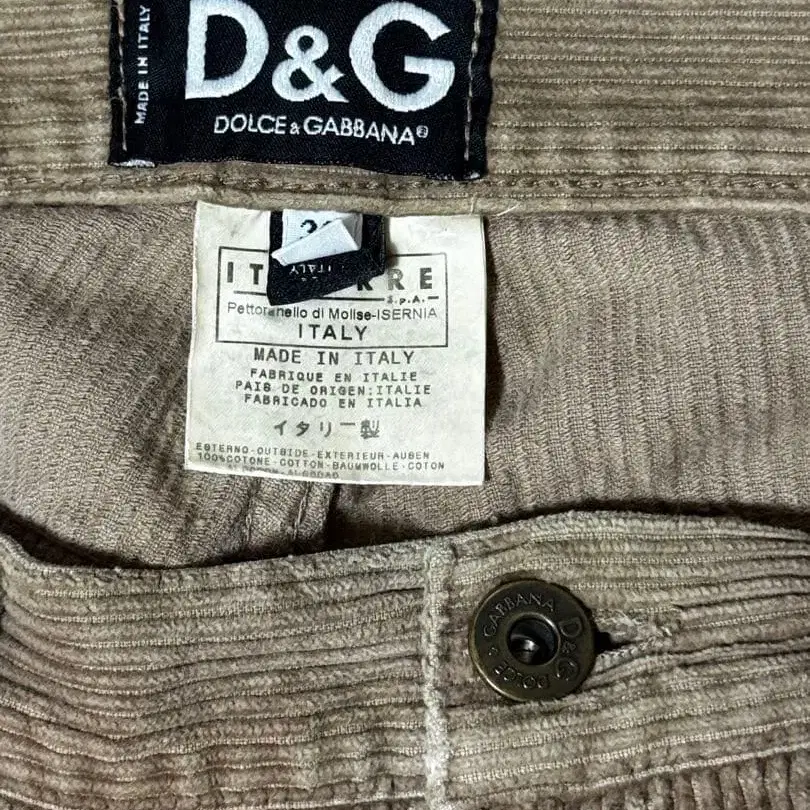 MADE IN ITALY
D&G
DOLCE & GABBANA
ITALY
S.p.A.
di Molise-ISERNIA
ITALY
MADE IN ITALY
FABRIQUE EN ITALIE
PAIS DE ORIGEN:ITALIE
FABRICADO EN ITALIA
イタリー製
ESTERNO-OUTSIDE-EXTERIEUR-AUBEN
100%COTONE-COTTON-BAUMWOLLE-COTON
D&G DOLCE & GABBANA